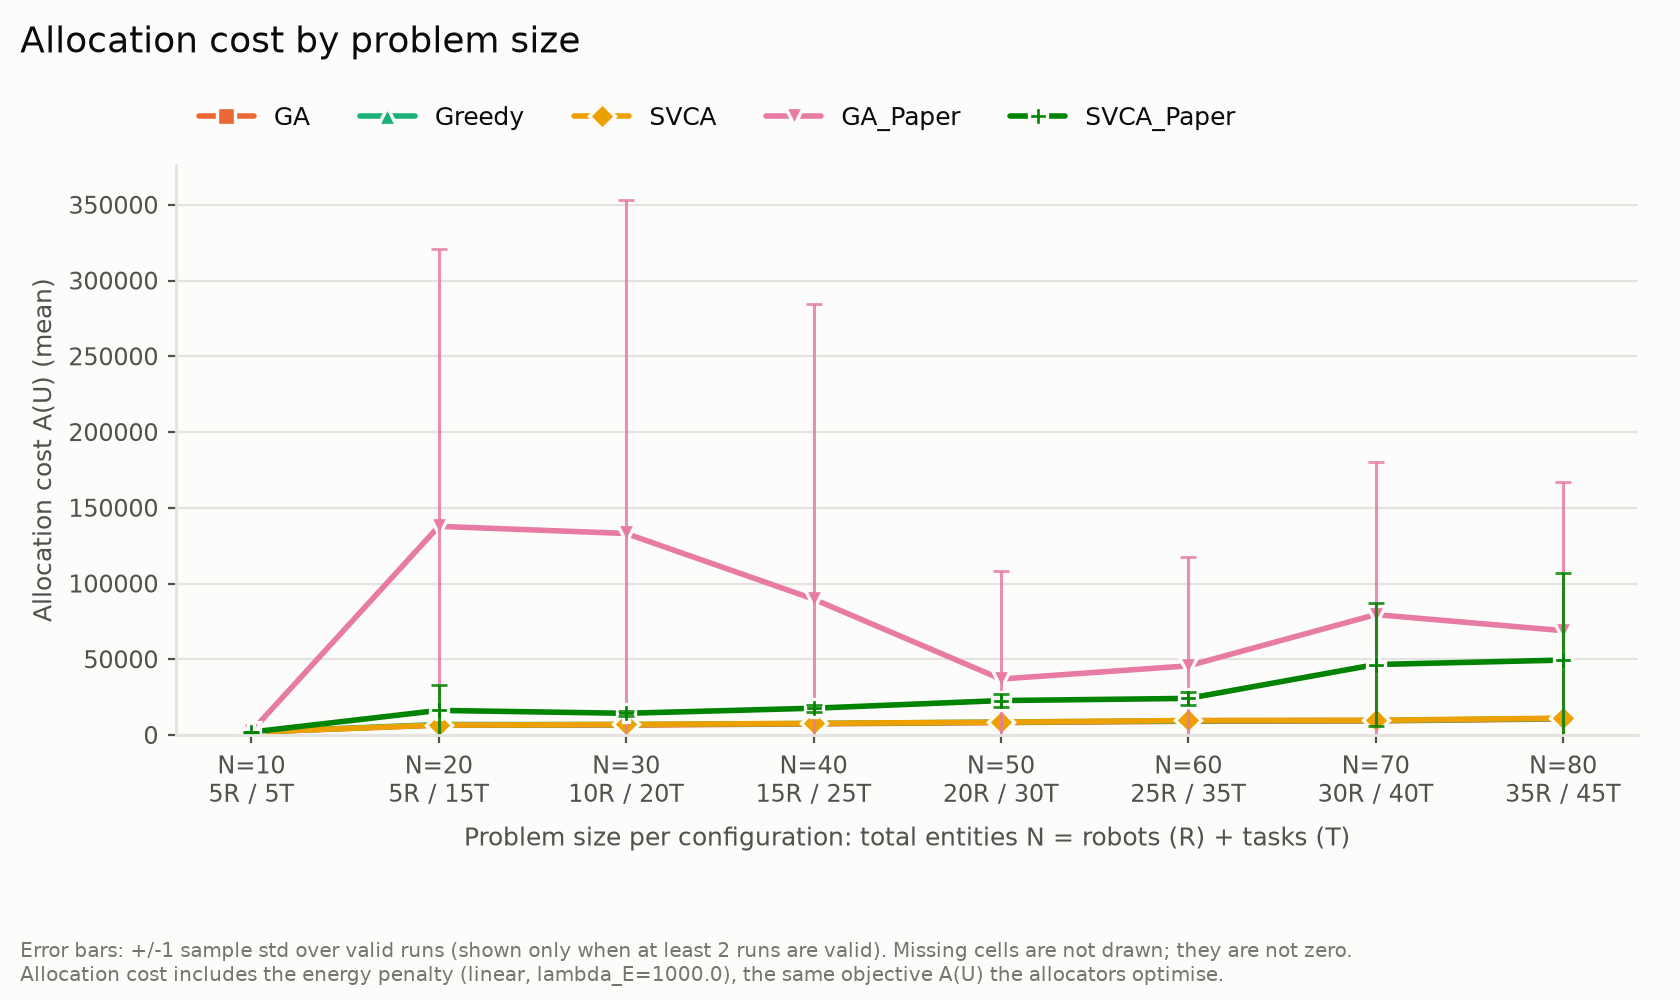 Allocation cost by problem size
GA Greedy SVCA GA_Paper SVCA_Paper
Allocation cost A(U) (mean)
350000
300000
250000
200000
150000
100000
50000
0
N=10 N=20 N=30 N=40 N=50 N=60 N=70 N=80
5R / 5T 5R / 15T 10R / 20T 15R / 25T 20R / 30T 25R / 35T 30R / 40T 35R / 45T
Problem size per configuration: total entities N = robots (R) + tasks (T)
Error bars: +/-1 sample std over valid runs (shown only when at least 2 runs are valid). Missing cells are not drawn; they are not zero.
Allocation cost includes the energy penalty (linear, lambda_E=1000.0), the same objective A(U) the allocators optimise.